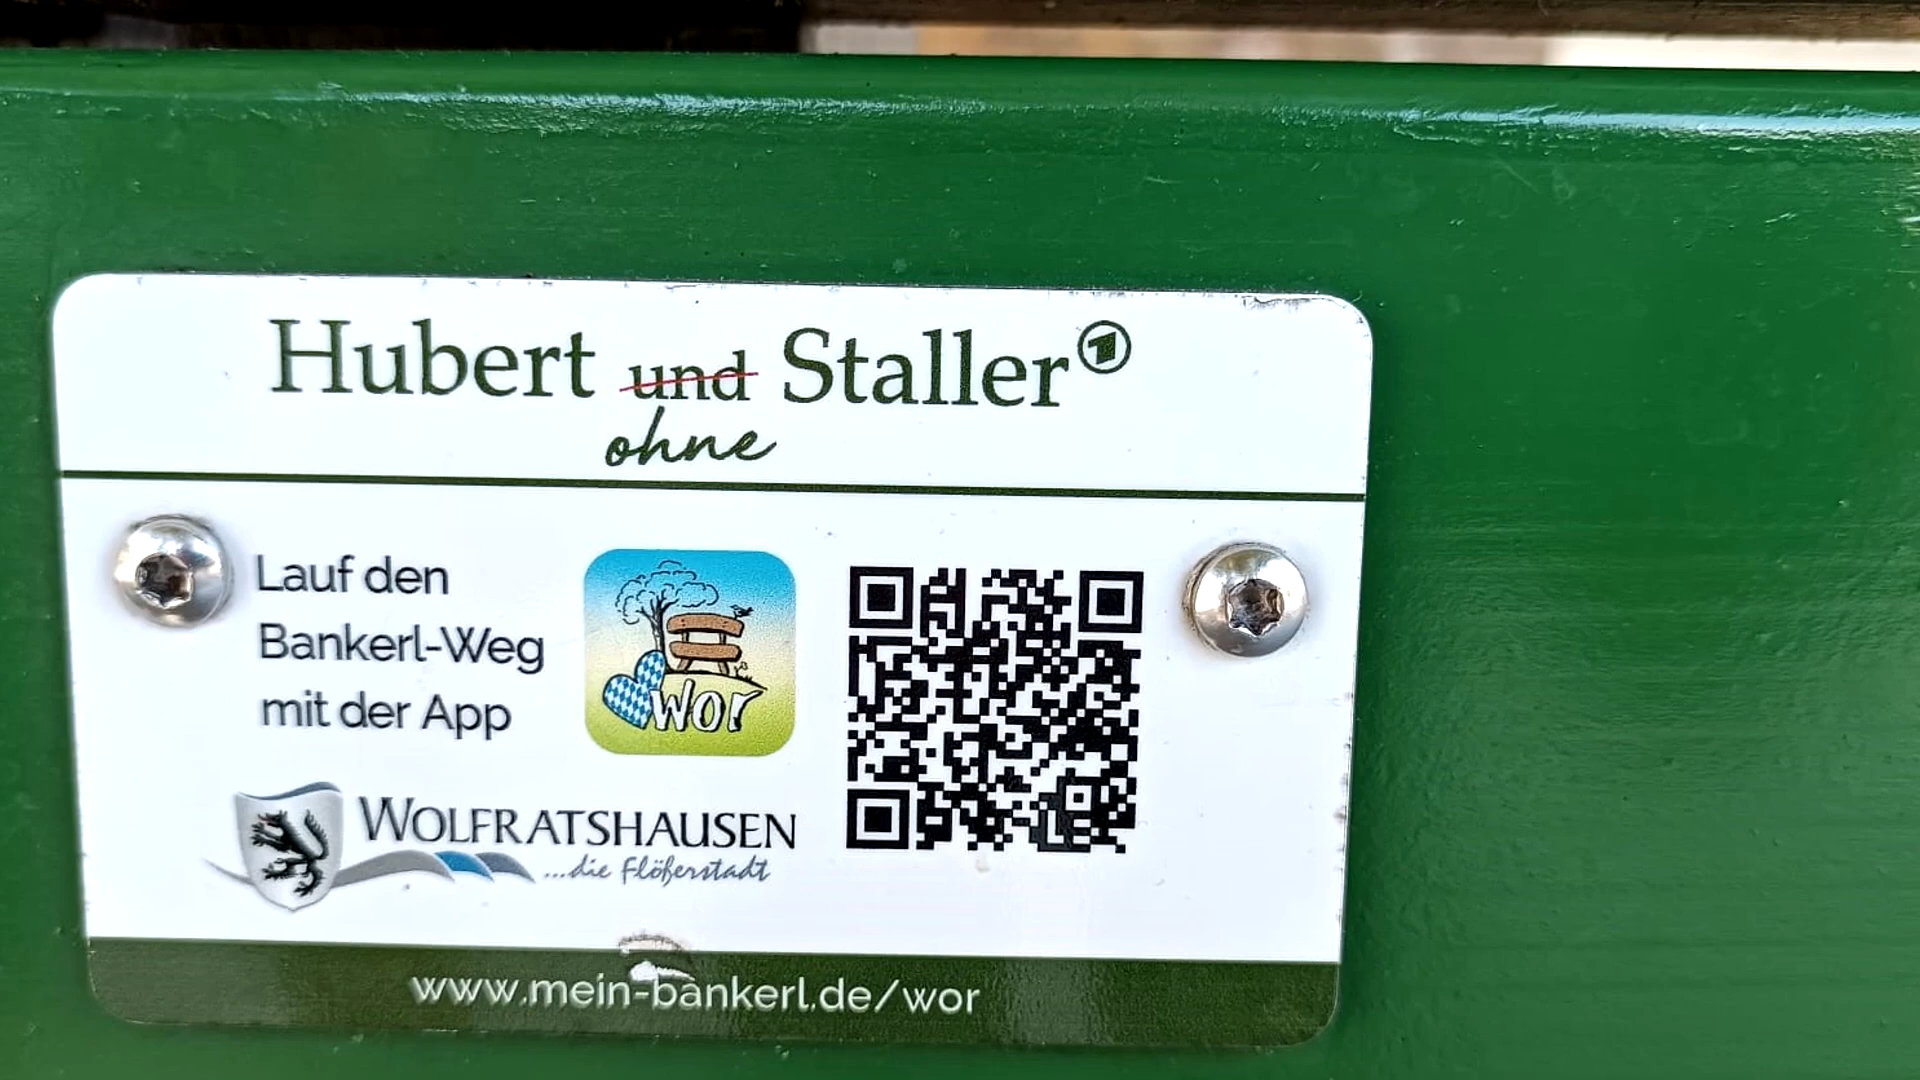 Hubert und Staller 1
ohne
Lauf den
Bankerl-Weg
mit der App
wor
WOLFRATSHAUSEN
...die Flößerstadt
www.mein-bankerl.de/wor